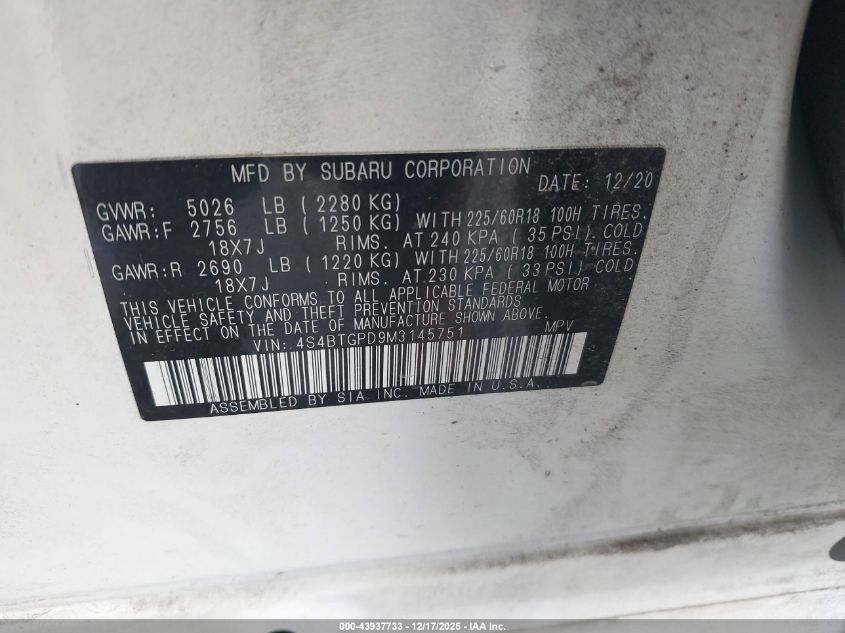 MFD BY SUBARU CORPORATION DATE: 12/20
GVWR: 5026 LB ( 2280 KG)
GAWR:F 2756 LB ( 1250 KG) WITH 225/60R18 100H TIRES.
18X7J RIMS. AT 240 KPA ( 35 PSI) COLD
GAWR:R 2690 LB ( 1220 KG) WITH 225/60R18 100H TIRES.
18X7J RIMS. AT 230 KPA ( 33 PSI) COLD
THIS VEHICLE CONFORMS TO ALL APPLICABLE FEDERAL MOTOR
VEHICLE SAFETY AND THEFT PREVENTION STANDARDS
IN EFFECT ON THE DATE OF MANUFACTURE SHOWN ABOVE.
VIN: 4S4BTGPD9M3145751 MPV
ASSEMBLED BY SIA INC. MADE IN U.S.A.
000-43937733 - 12/17/2025 - IAA Inc.